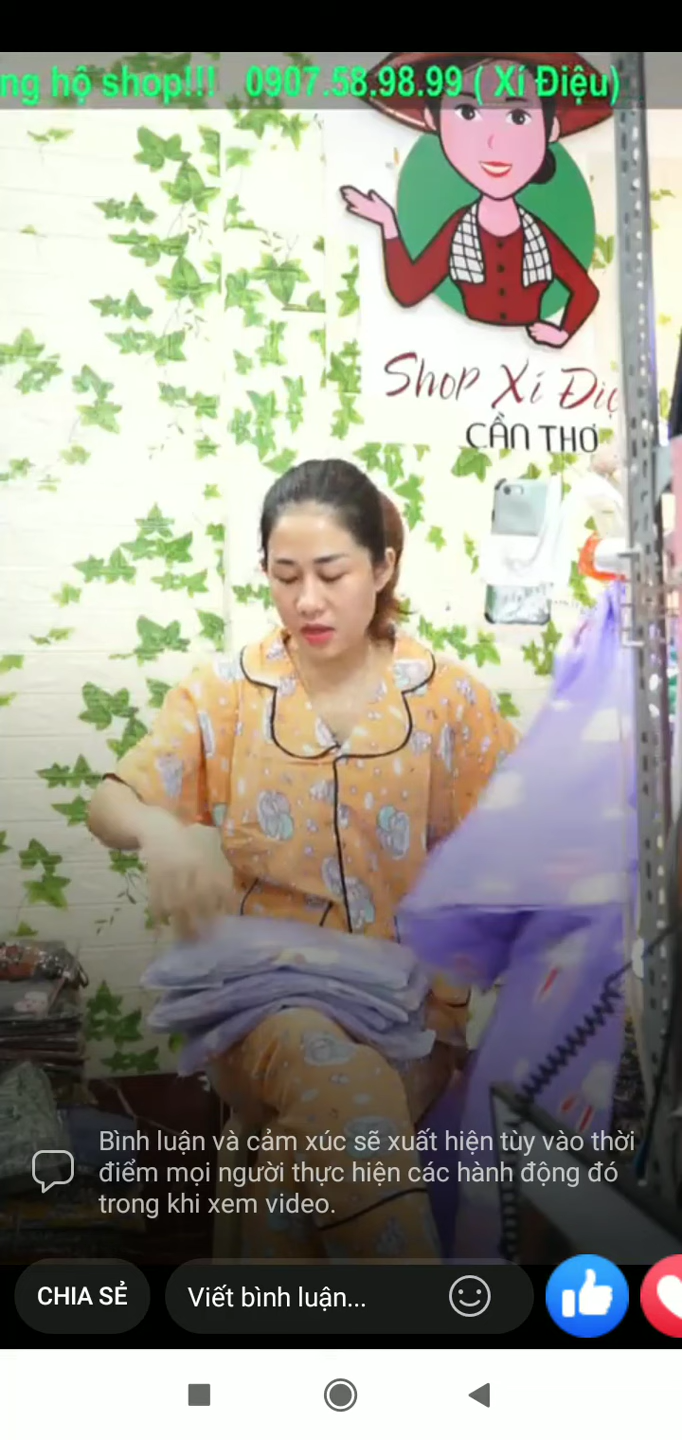 ng hộ shop!!! 0907.58.98.99 ( Xí Điệu)
Shop Xí Điệ
CẦN THƠ
Bình luận và cảm xúc sẽ xuất hiện tùy vào thời
điểm mọi người thực hiện các hành động đó
trong khi xem video.
CHIA SẺ
Viết bình luận...